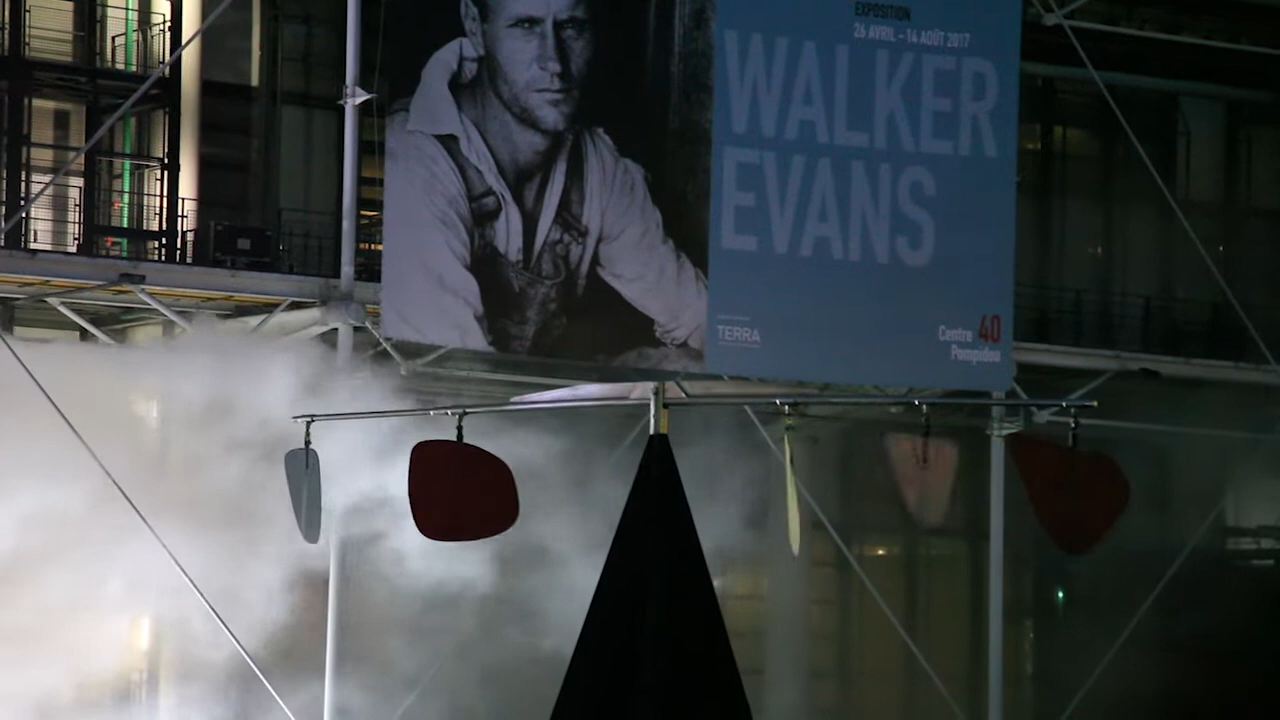 EXPOSITION
26 AVRIL – 14 AOÛT 2017
WALKER
EVANS
TERRA
Centre 40
Pompidou